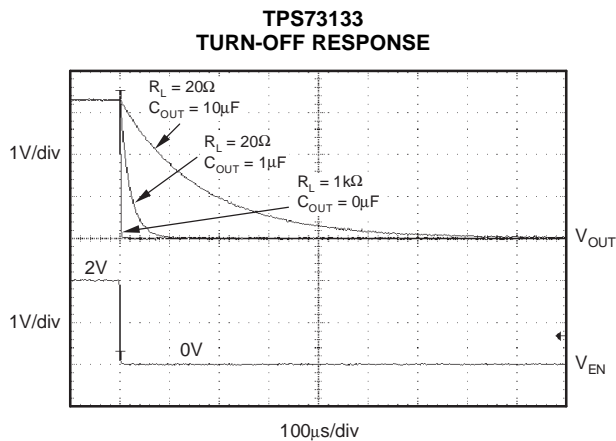 TPS73133
TURN-OFF RESPONSE
R_L = 20Ω
C_OUT = 10μF
R_L = 20Ω
C_OUT = 1μF
1V/div
R_L = 1kΩ
C_OUT = 0μF
V_OUT
2V
1V/div
0V
V_EN
100μs/div